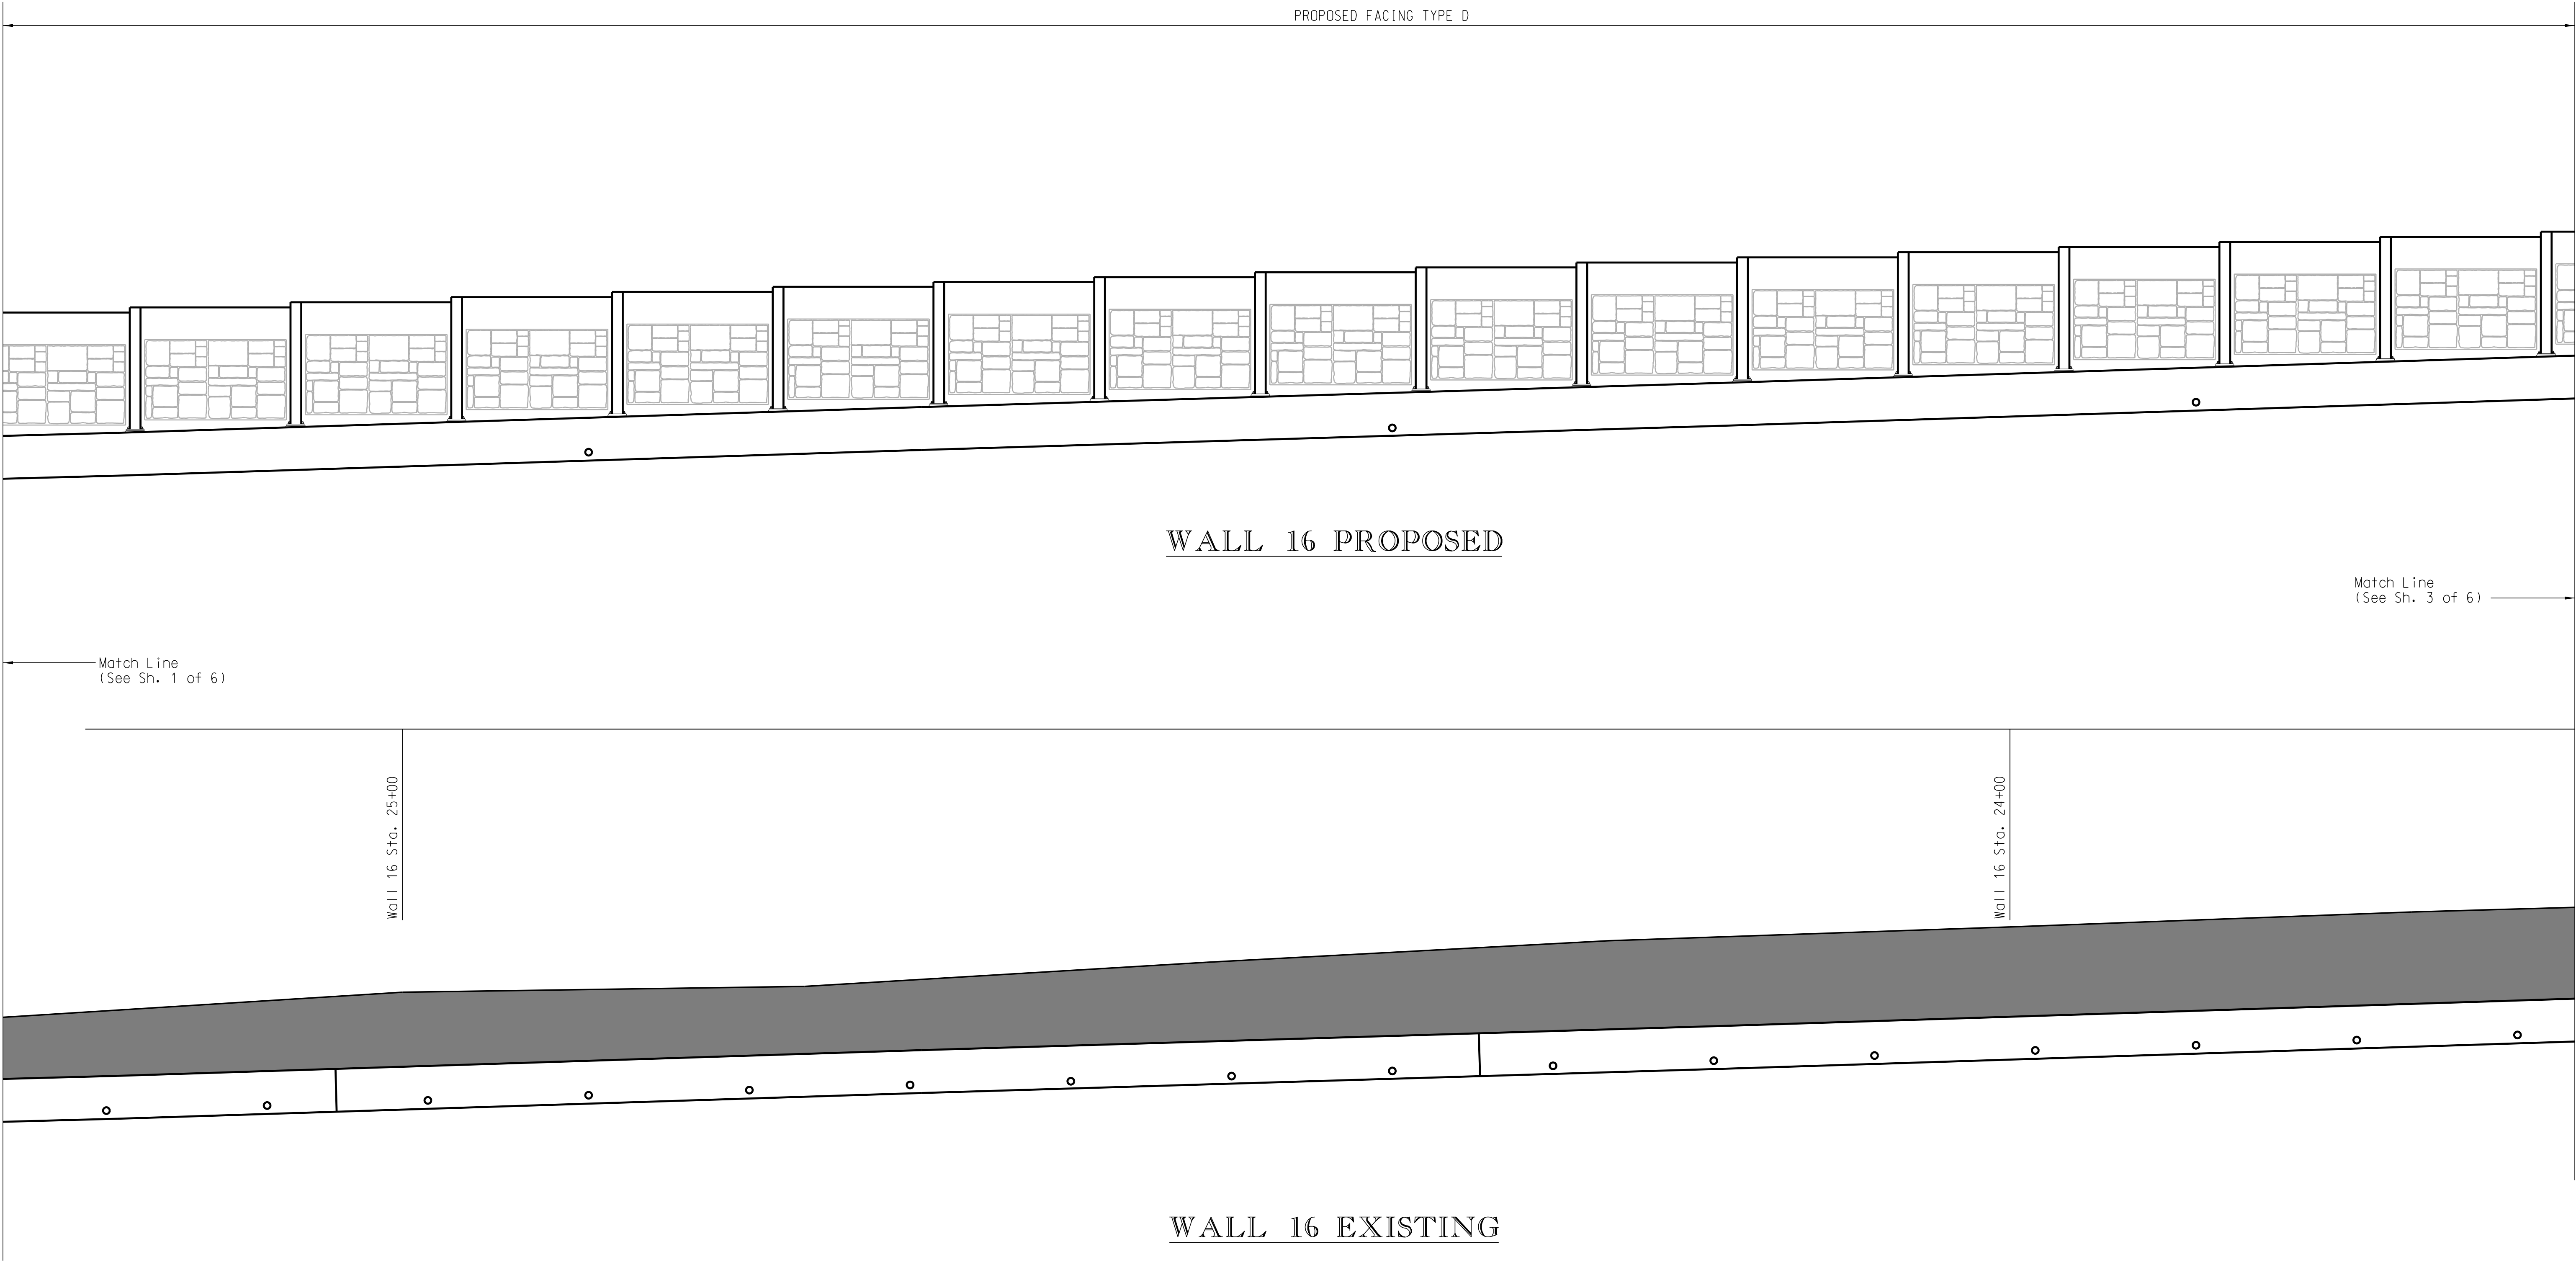 PROPOSED FACING TYPE D
WALL 16 PROPOSED
Match Line
(See Sh. 3 of 6)
Match Line
(See Sh. 1 of 6)
Wall 16 Sta. 25+00
Wall 16 Sta. 24+00
WALL 16 EXISTING